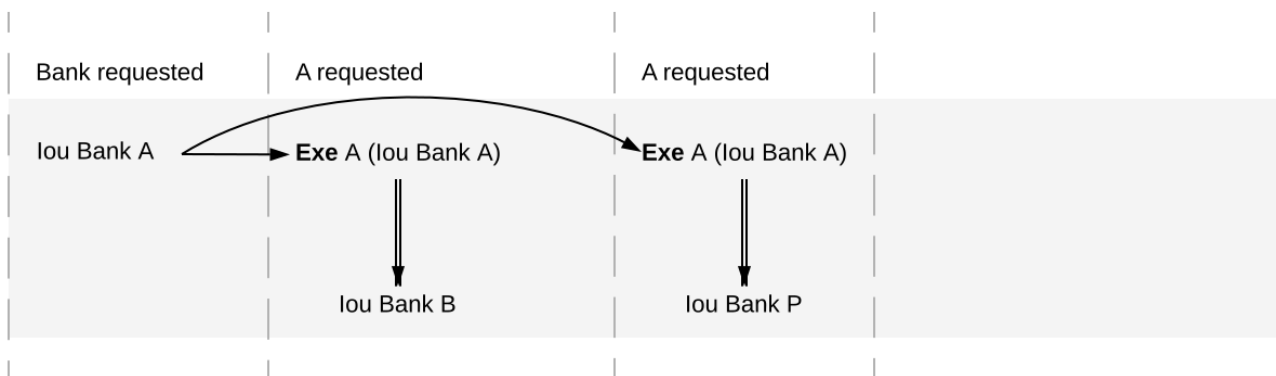 Bank requested
A requested
A requested
Iou Bank A
Exe A (Iou Bank A)
Exe A (Iou Bank A)
Iou Bank B
Iou Bank P